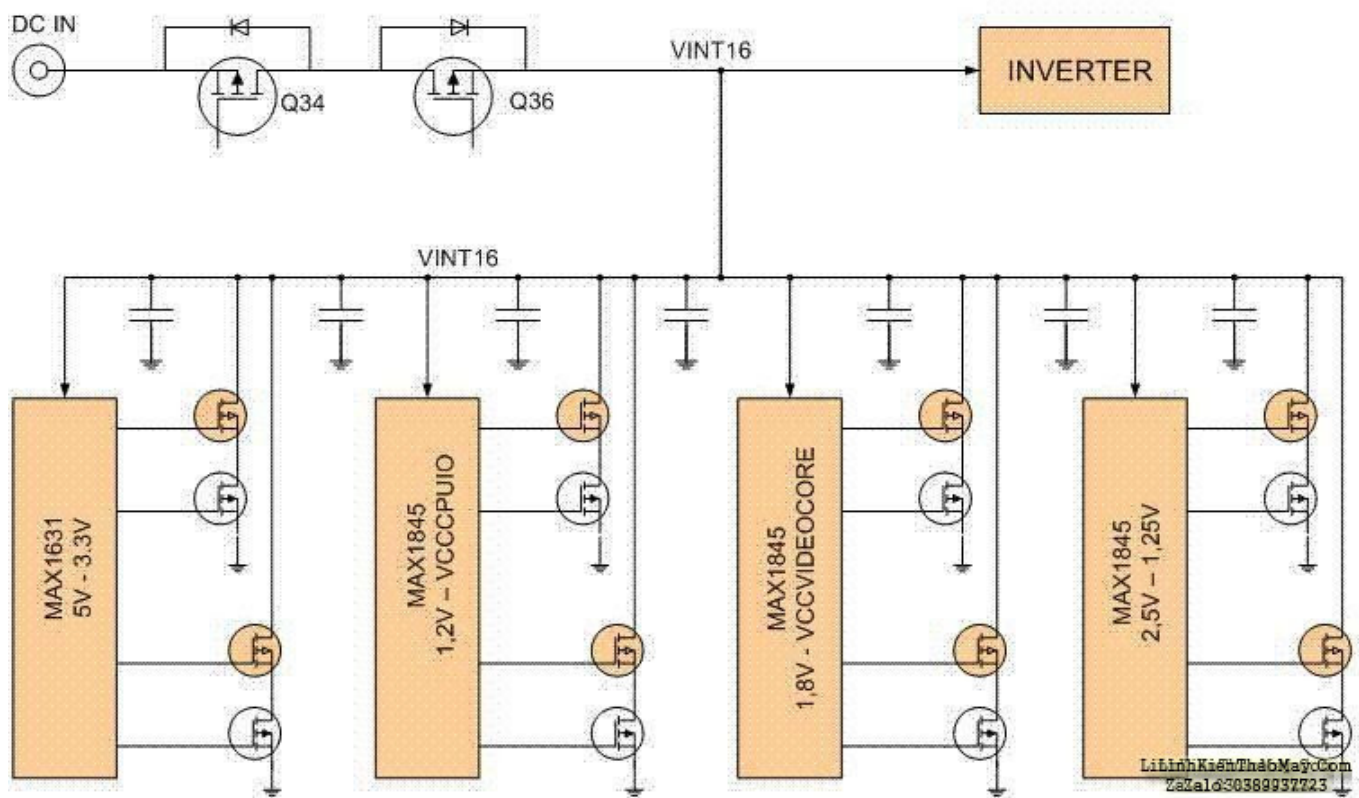 DC IN
Q34
Q36
VINT16
INVERTER
VINT16
MAX1631
5V - 3.3V
MAX1845
1,2V – VCCCPUIO
MAX1845
1,8V – VCCVIDEOCORE
MAX1845
2,5V – 1,25V